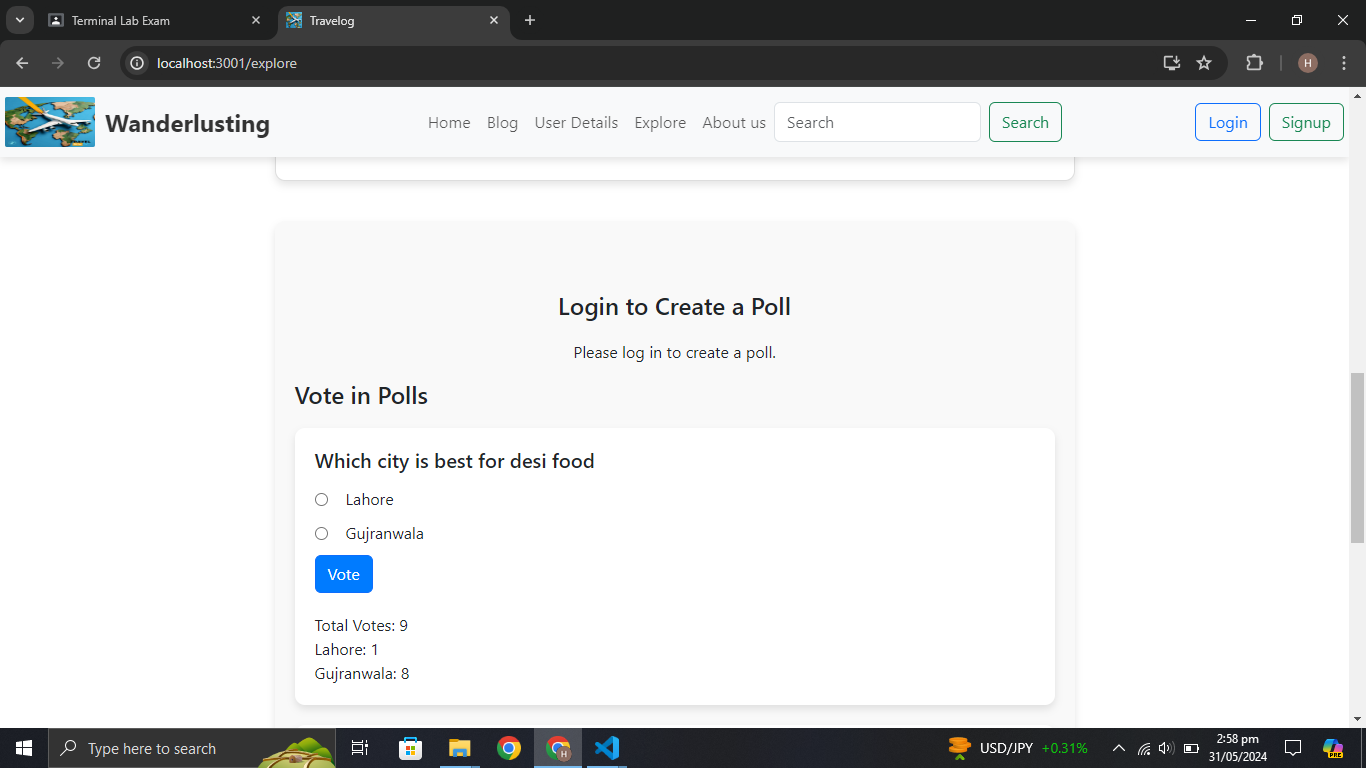 Terminal Lab Exam
Travelog
localhost:3001/explore
H
Wanderlusting
Home Blog User Details Explore About us Search Search Login Signup
Login to Create a Poll
Please log in to create a poll.
Vote in Polls
Which city is best for desi food
Lahore
Gujranwala
Vote
Total Votes: 9
Lahore: 1
Gujranwala: 8
Type here to search
H
USD/JPY +0.31%
2:58 pm
31/05/2024
PRE